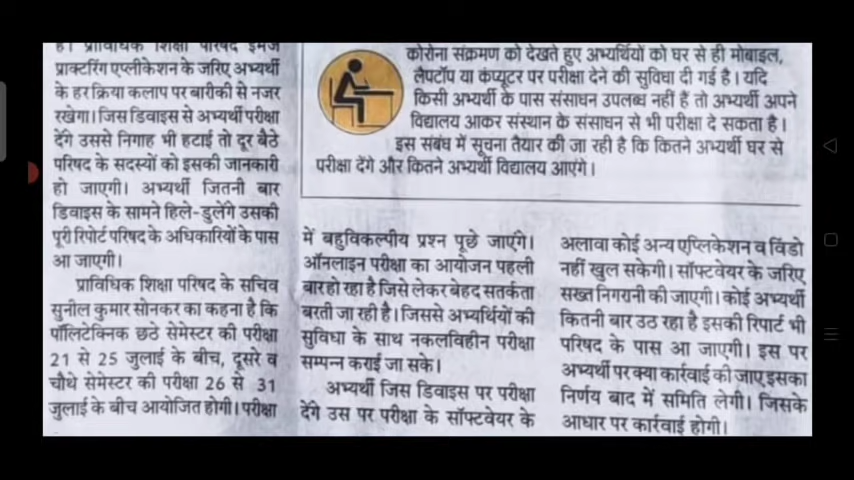 है। प्राविधिक शिक्षा परिषद इमेज
प्राक्टरिंग एप्लीकेशन के जरिए अभ्यर्थी
के हर क्रिया कलाप पर बारीकी से नजर
रखेगा। जिस डिवाइस से अभ्यर्थी परीक्षा
देंगे उससे निगाह भी हटाई तो दूर बैठे
परिषद के सदस्यों को इसकी जानकारी
हो जाएगी। अभ्यर्थी जितनी बार
डिवाइस के सामने हिले-डुलेंगे उसकी
पूरी रिपोर्ट परिषद के अधिकारियों के पास
आ जाएगी।
प्राविधिक शिक्षा परिषद के सचिव
सुनील कुमार सोनकर का कहना है कि
पॉलिटेक्निक छठे सेमेस्टर की परीक्षा
21 से 25 जुलाई के बीच, दूसरे व
चौथे सेमेस्टर की परीक्षा 26 से 31
जुलाई के बीच आयोजित होगी। परीक्षा
कोरोना संक्रमण को देखते हुए अभ्यर्थियों को घर से ही मोबाइल,
लैपटॉप या कंप्यूटर पर परीक्षा देने की सुविधा दी गई है। यदि
किसी अभ्यर्थी के पास संसाधन उपलब्ध नहीं हैं तो अभ्यर्थी अपने
विद्यालय आकर संस्थान के संसाधन से भी परीक्षा दे सकता है।
इस संबंध में सूचना तैयार की जा रही है कि कितने अभ्यर्थी घर से
परीक्षा देंगे और कितने अभ्यर्थी विद्यालय आएंगे।
में बहुविकल्पीय प्रश्न पूछे जाएंगे।
ऑनलाइन परीक्षा का आयोजन पहली
बार हो रहा है जिसे लेकर बेहद सतर्कता
बरती जा रही है। जिससे अभ्यर्थियों की
सुविधा के साथ नकलविहीन परीक्षा
सम्पन्न कराई जा सके।
अभ्यर्थी जिस डिवाइस पर परीक्षा
देंगे उस पर परीक्षा के सॉफ्टवेयर के
अलावा कोई अन्य एप्लिकेशन व विंडो
नहीं खुल सकेगी। सॉफ्टवेयर के जरिए
सख्त निगरानी की जाएगी। कोई अभ्यर्थी
कितनी बार उठ रहा है इसकी रिपार्ट भी
परिषद के पास आ जाएगी। इस पर
अभ्यर्थी पर क्या कार्रवाई की जाए इसका
निर्णय बाद में समिति लेगी। जिसके
आधार पर कार्रवाई होगी।